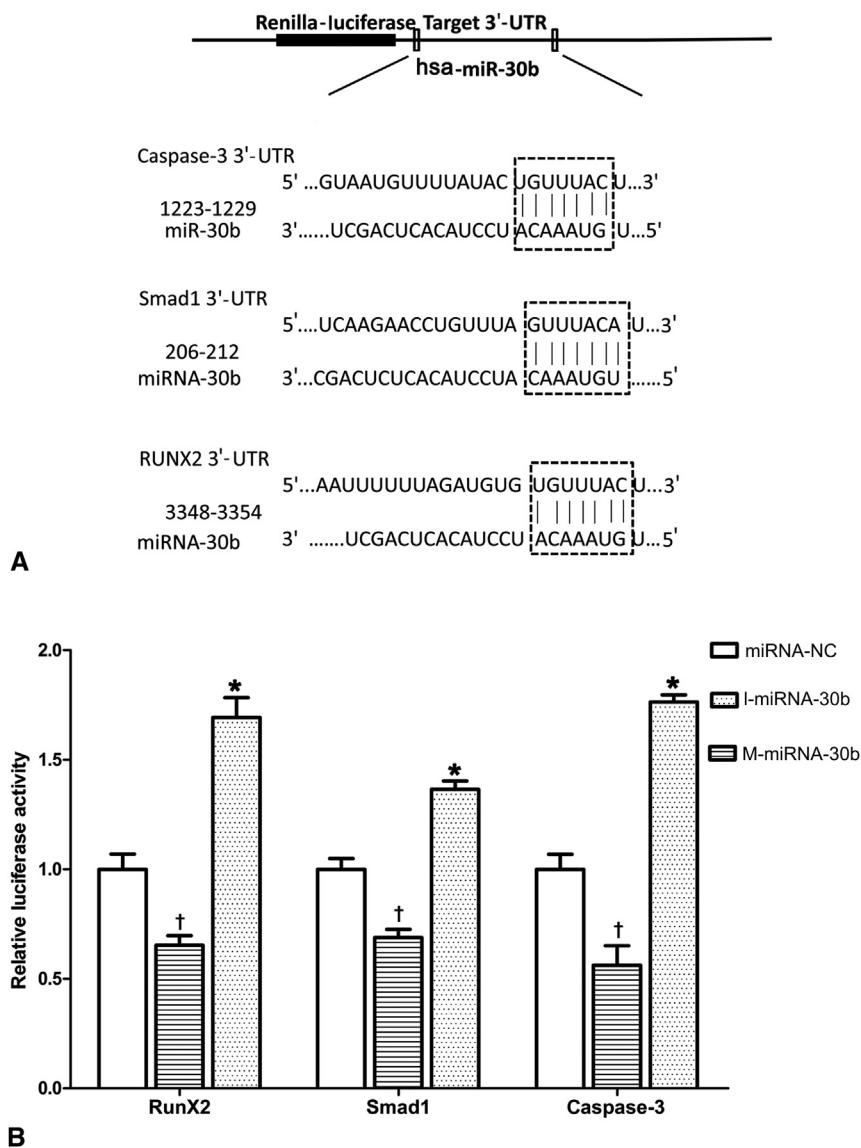 Renilla-luciferase Target 3'-UTR
hsa-miR-30b
Caspase-3 3'-UTR
5' ...GUAAUGUUUUAUAC UGUUUAC U...3'
1223-1229
miR-30b
3'......UCGACUCACAUCCU ACAAAUG U...5'
Smad1 3'-UTR
5'....UCAAGAACCUGUUUA GUUUACA U...3'
206-212
miRNA-30b
3'...CGACUCUCACAUCCUA CAAAUGU ......5'
RUNX2 3'-UTR
5'...AAUUUUUUAGAUGUG UGUUUAC U...3'
3348-3354
miRNA-30b
3' .......UCGACUCACAUCCU ACAAAUG U...5'
A
2.0
1.5
1.0
0.5
0.0
Relative luciferase activity
* * *
† † †
miRNA-NC
I-miRNA-30b
M-miRNA-30b
RunX2 Smad1 Caspase-3
B